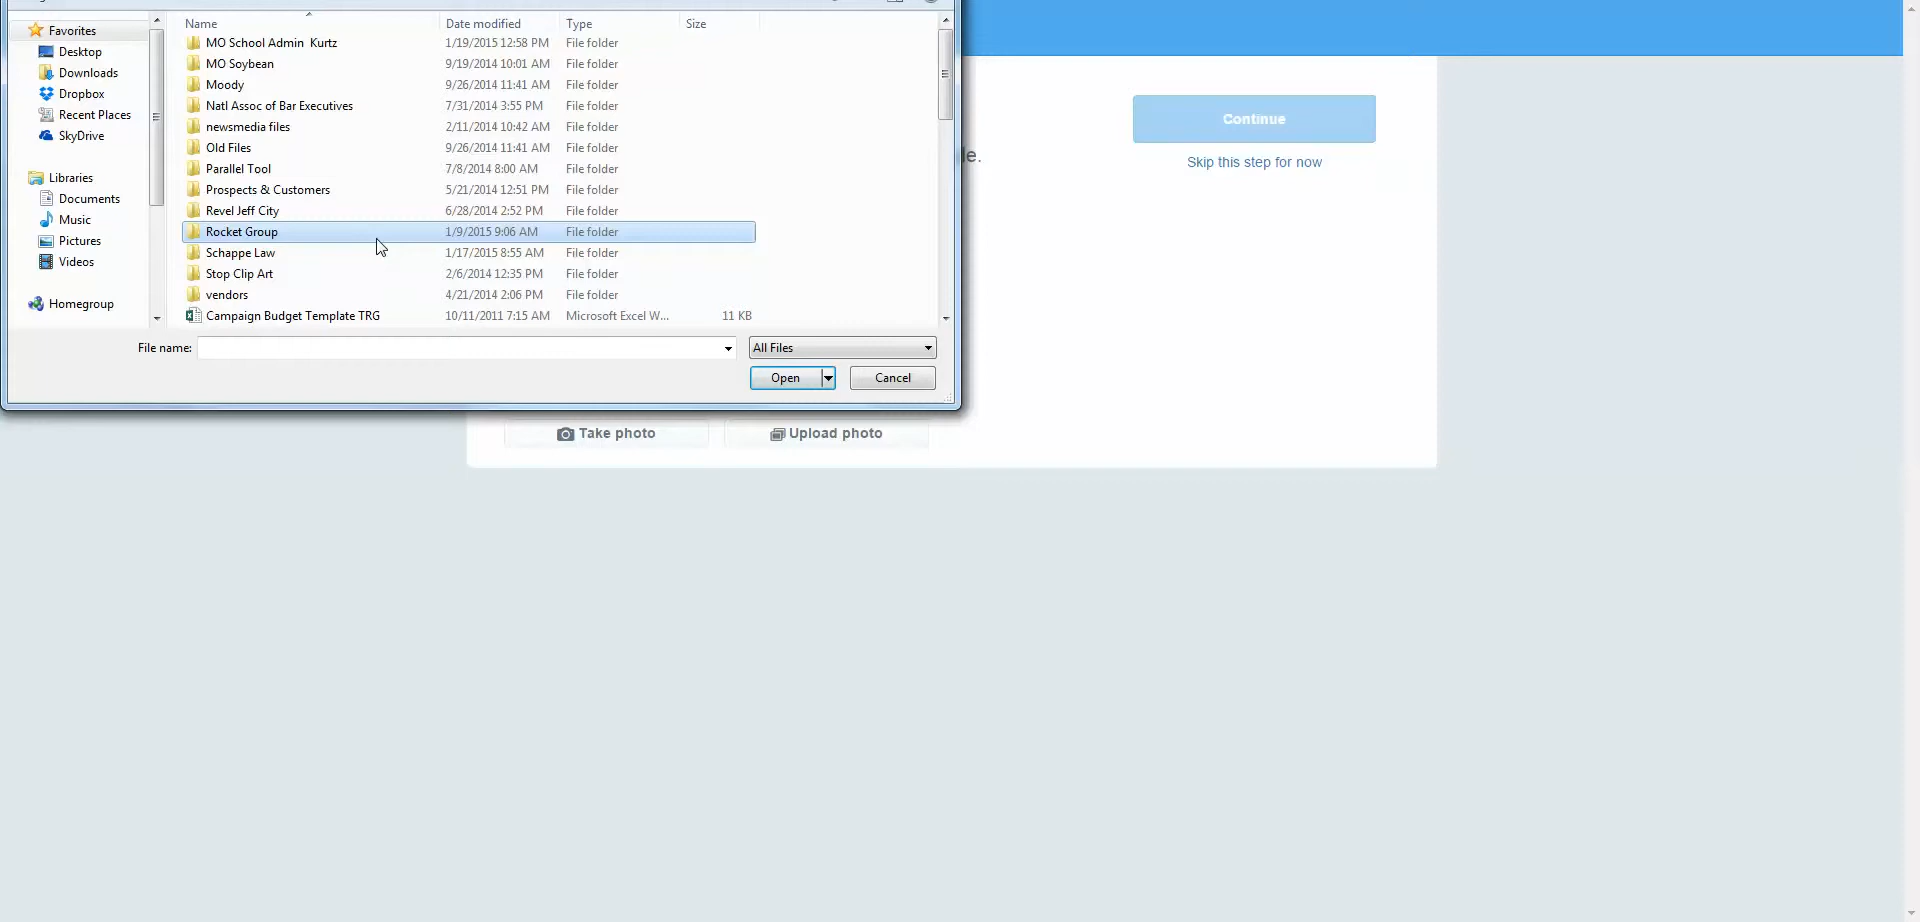 Name Date modified Type Size
Favorites
Desktop
Downloads
Dropbox
Recent Places
SkyDrive
Libraries
Documents
Music
Pictures
Videos
Homegroup
MO School Admin  Kurtz 1/19/2015 12:58 PM File folder
MO Soybean 9/19/2014 10:01 AM File folder
Moody 9/26/2014 11:41 AM File folder
Natl Assoc of Bar Executives 7/31/2014 3:55 PM File folder
newsmedia files 2/11/2014 10:42 AM File folder
Old Files 9/26/2014 11:41 AM File folder
Parallel Tool 7/8/2014 8:00 AM File folder
Prospects & Customers 5/21/2014 12:51 PM File folder
Revel Jeff City 6/28/2014 2:52 PM File folder
Rocket Group 1/9/2015 9:06 AM File folder
Schappe Law 1/17/2015 8:55 AM File folder
Stop Clip Art 2/6/2014 12:35 PM File folder
vendors 4/21/2014 2:06 PM File folder
Campaign Budget Template TRG 10/11/2011 7:15 AM Microsoft Excel W... 11 KB
File name: All Files
Open Cancel
le.
Continue
Skip this step for now
Take photo Upload photo